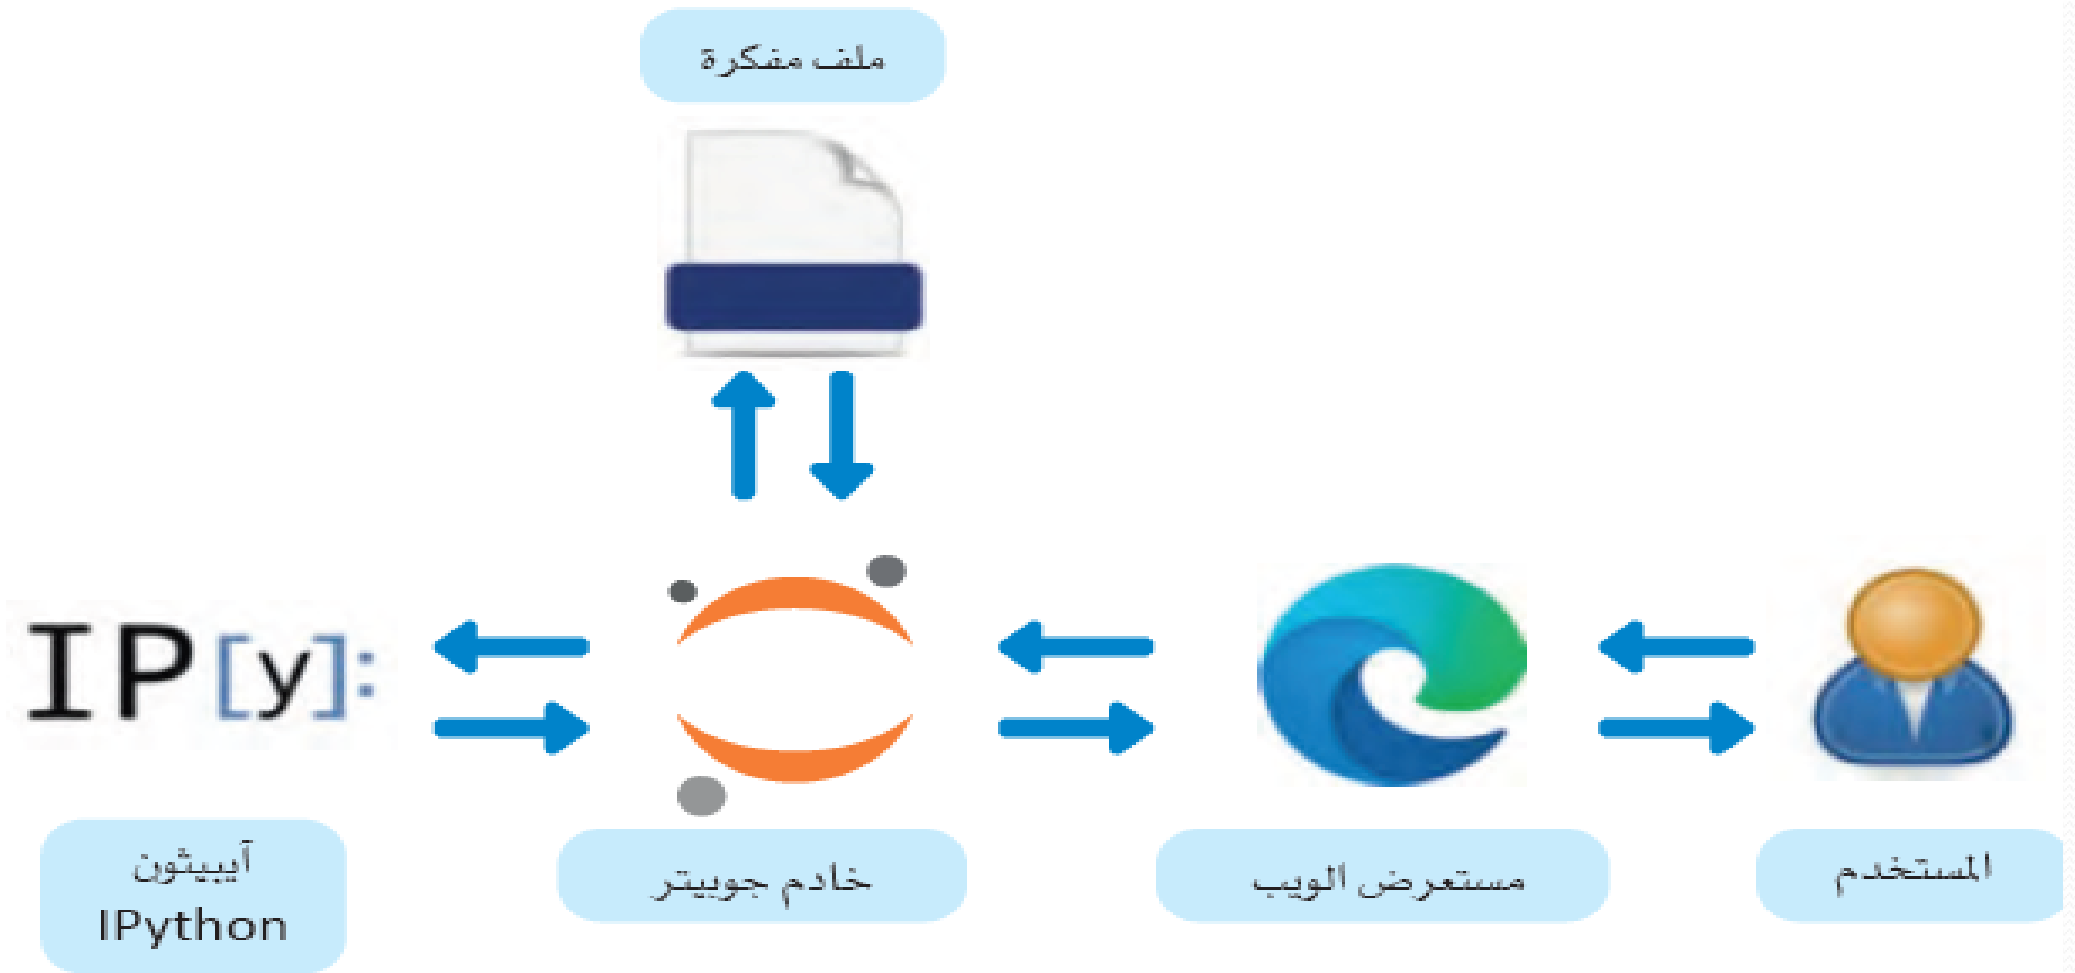 ملف مفكرة
IP[y]:
المستخدم
مستعرض الويب
خادم جوبيتر
آيبيثون
IPython